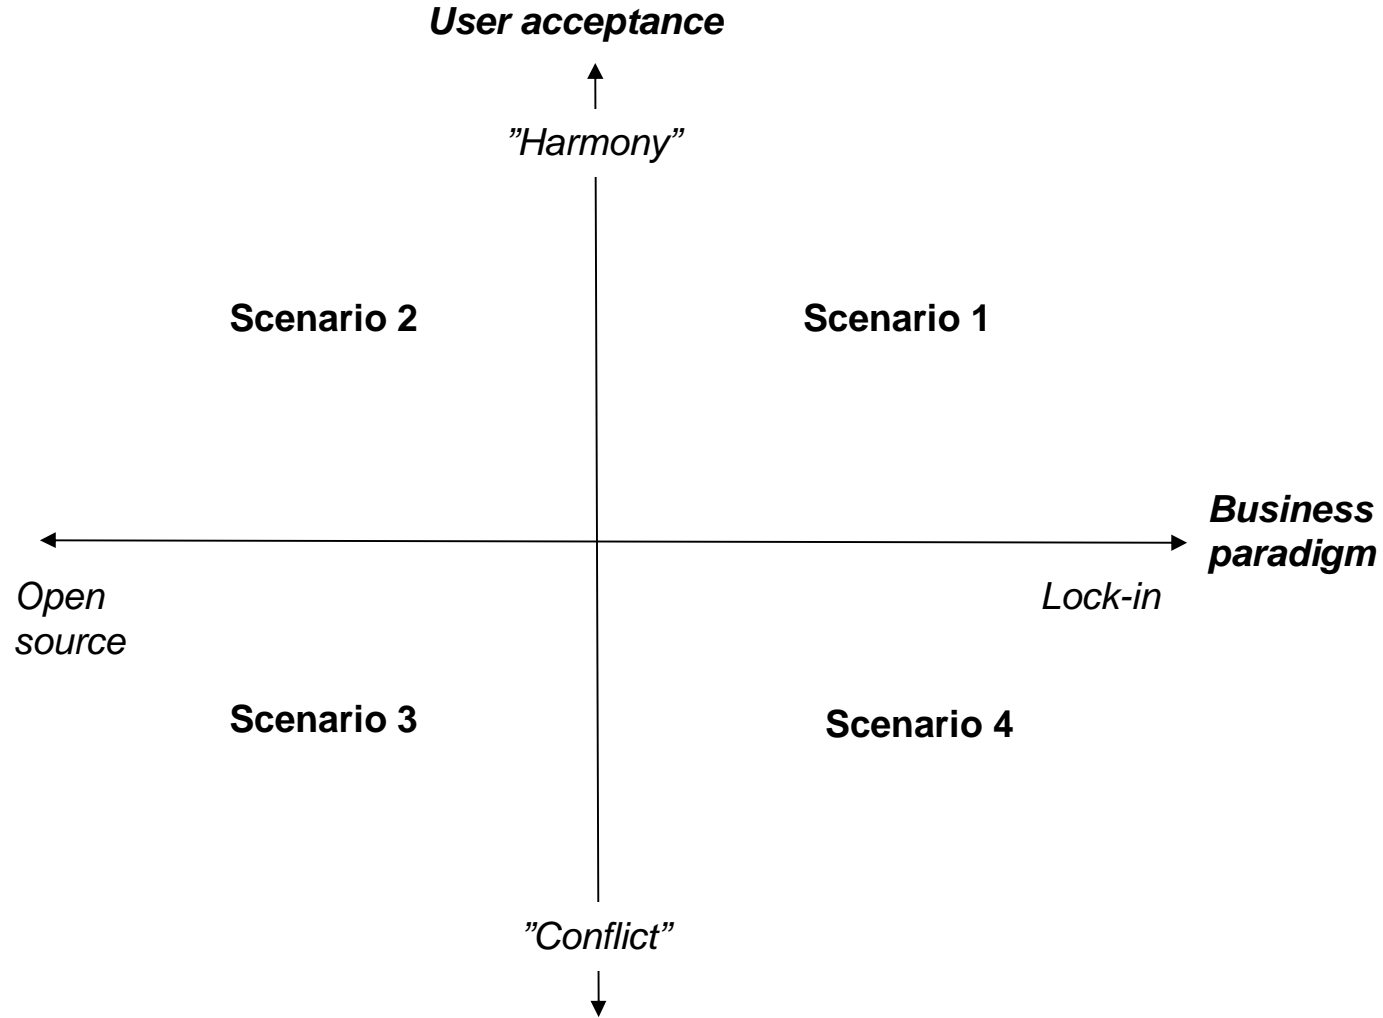 User acceptance
”Harmony”
Scenario 2
Scenario 1
Business
paradigm
Open
source
Lock-in
Scenario 3
Scenario 4
”Conflict”